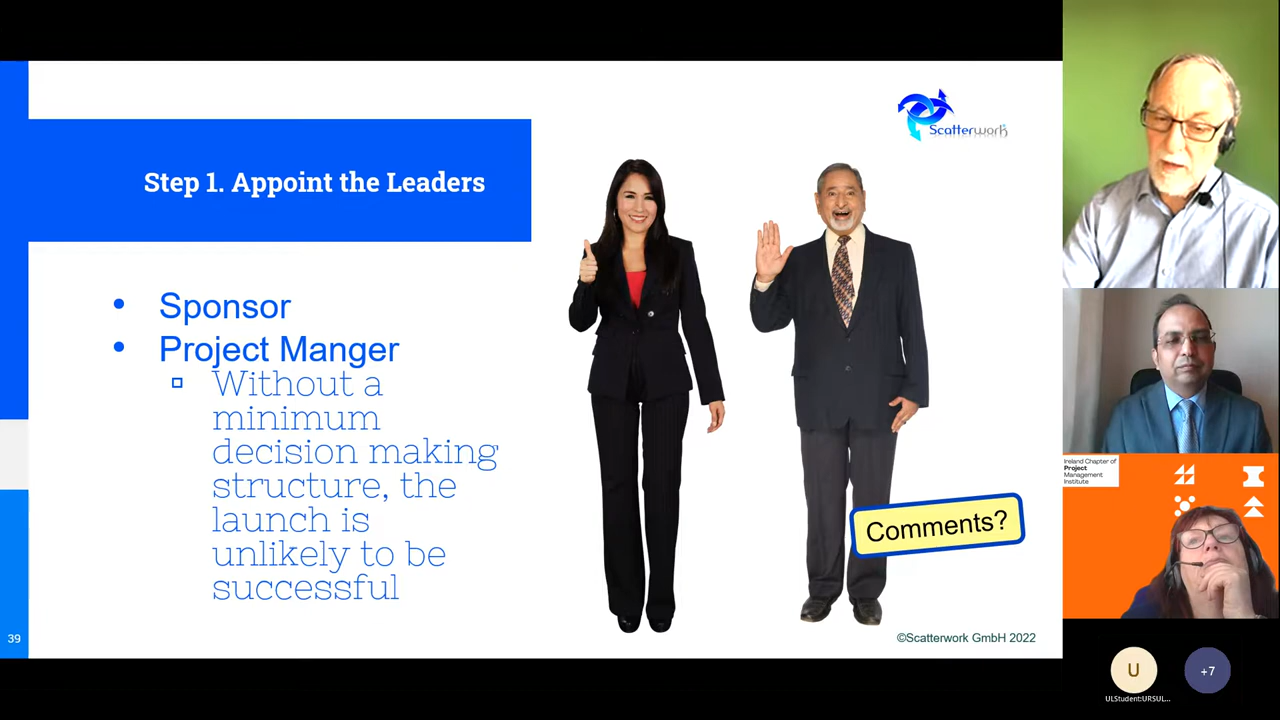 Scatterwork
Step 1. Appoint the Leaders
• Sponsor
• Project Manger
Without a
minimum
decision making
structure, the
launch is
unlikely to be
successful
Comments?
39
©Scatterwork GmbH 2022
Ireland Chapter of
Project
Management
Institute
U
+7
ULStudent:URSUL...